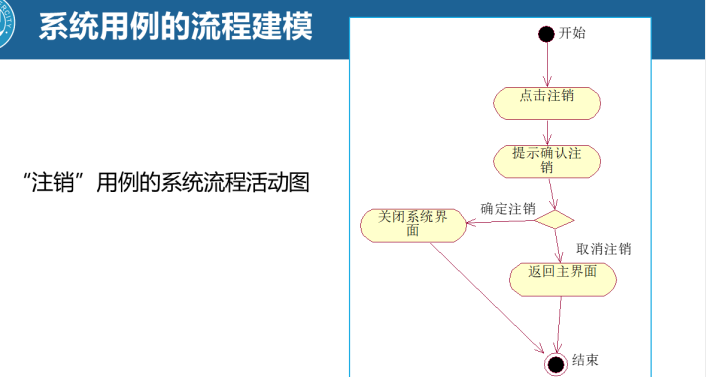 系统用例的流程建模
“注销”用例的系统流程活动图
开始
点击注销
提示确认注
销
确定注销
关闭系统界
面
取消注销
返回主界面
结束